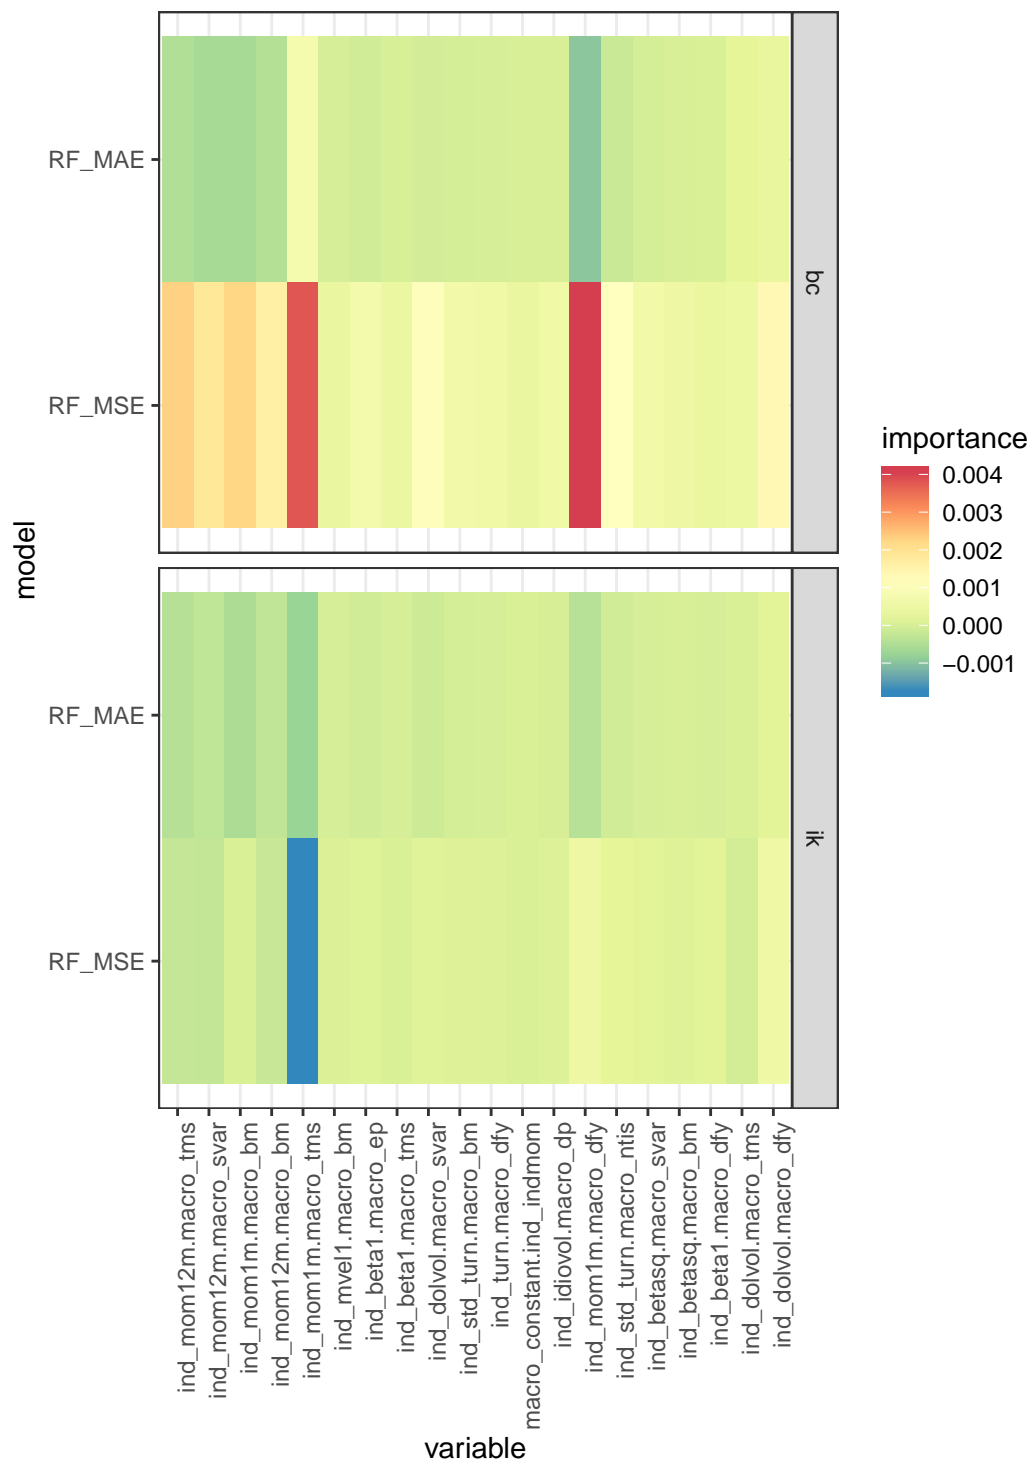 RF_MAE
RF_MSE
bc
RF_MAE
RF_MSE
ik
model
ind_mom12m.macro_tms
ind_mom12m.macro_svar
ind_mom1m.macro_bm
ind_mom12m.macro_bm
ind_mom1m.macro_tms
ind_mvel1.macro_bm
ind_beta1.macro_ep
ind_beta1.macro_tms
ind_dolvol.macro_svar
ind_std_turn.macro_bm
ind_turn.macro_dfy
macro_constant.ind_indmom
ind_idiovol.macro_dp
ind_mom1m.macro_dfy
ind_std_turn.macro_ntis
ind_betasq.macro_svar
ind_betasq.macro_bm
ind_beta1.macro_dfy
ind_dolvol.macro_tms
ind_dolvol.macro_dfy
variable
importance
0.004
0.003
0.002
0.001
0.000
−0.001